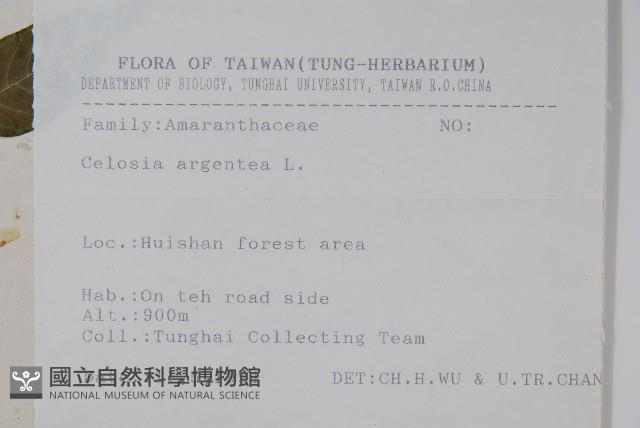 FLORA OF TAIWAN(TUNG-HERBARIUM)
DEPARTMENT OF BIOLOGY, TUNGHAI UNIVERSITY, TAIWAN R.O.CHINA
Family:Amaranthaceae NO:
Celosia argentea L.
Loc.:Huishan forest area
Hab.:On teh road side
Alt.:900m
Coll.:Tunghai Collecting Team
DET:CH.H.WU & U.TR.CHAN
國立自然科學博物館
NATIONAL MUSEUM OF NATURAL SCIENCE